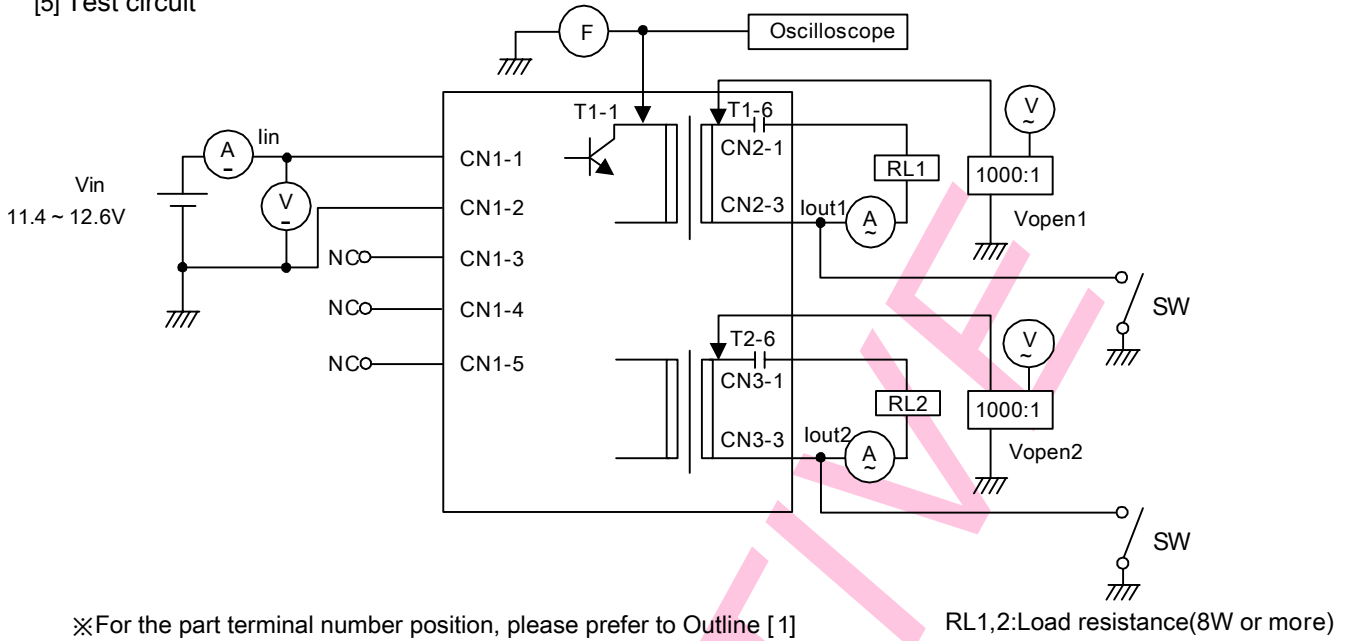 [5] Test circuit
F
Oscilloscope
T1-1
T1-6
V
~
A
-
Iin
CN1-1
CN2-1
RL1
1000:1
Vin
11.4 ~ 12.6V
V
-
CN1-2
CN2-3
Iout1
A
~
Vopen1
NC
CN1-3
SW
NC
CN1-4
T2-6
V
~
NC
CN1-5
CN3-1
RL2
1000:1
CN3-3
Iout2
A
~
Vopen2
SW
※For the part terminal number position, please prefer to Outline [1]
RL1,2:Load resistance(8W or more)